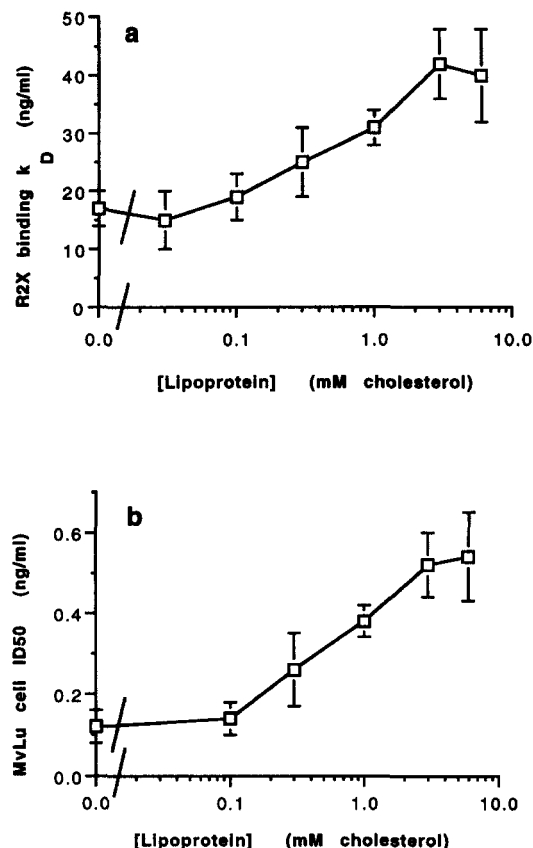 a
50
40
30
20
10
0
R2X binding k D (ng/ml)
0.0 0.1 1.0 10.0
[Lipoprotein] (mM cholesterol)
b
0.6
0.4
0.2
0.0
MvLu cell ID50 (ng/ml)
0.0 0.1 1.0 10.0
[Lipoprotein] (mM cholesterol)